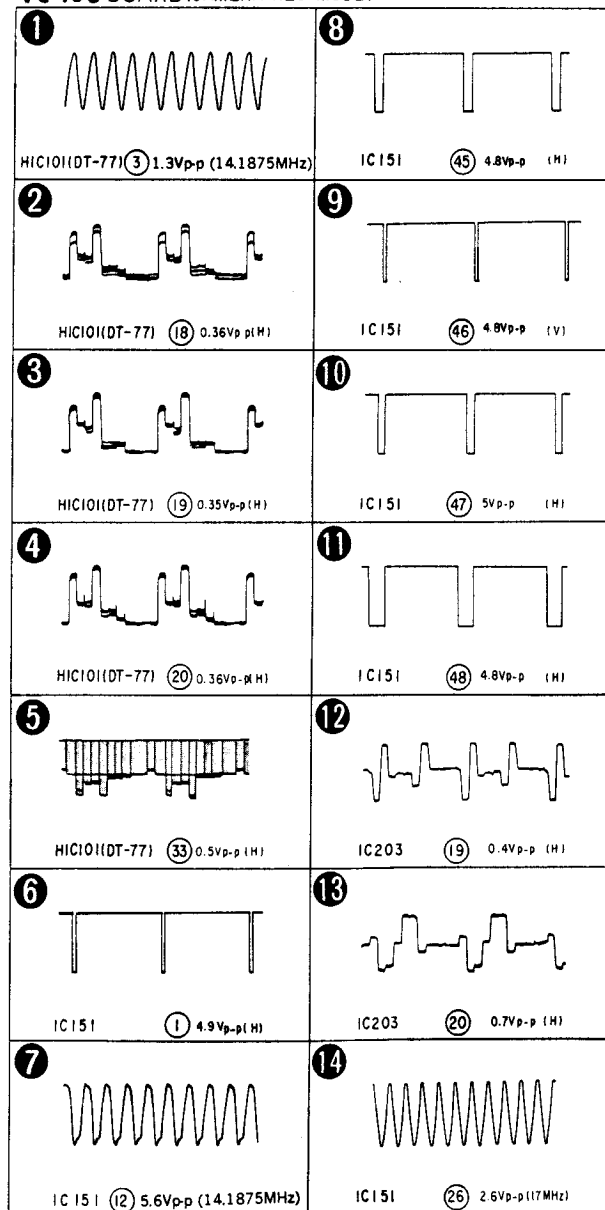 1
HIC101(DT-77) 3 1.3Vp-p (14.1875MHz)
2
HIC101(DT-77) 18 0.36Vp p(H)
3
HIC101(DT-77) 19 0.35Vp-p(H)
4
HIC101(DT-77) 20 0.36Vp-p(H)
5
HIC101(DT-77) 33 0.5Vp-p(H)
6
IC151 1 4.9Vp-p(H)
7
IC151 12 5.6Vp-p (14.1875MHz)
8
IC151 45 4.8Vp-p (H)
9
IC151 46 4.8Vp-p (V)
10
IC151 47 5Vp-p (H)
11
IC151 48 4.8Vp-p (H)
12
IC203 19 0.4Vp-p (H)
13
IC203 20 0.7Vp-p (H)
14
IC151 26 2.6Vp-p(17MHz)